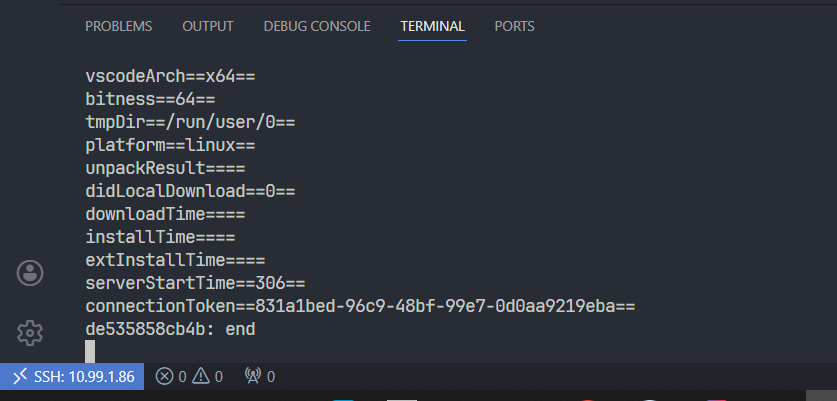 PROBLEMS OUTPUT DEBUG CONSOLE TERMINAL PORTS
vscodeArch==x64==
bitness==64==
tmpDir==/run/user/0==
platform==linux==
unpackResult====
didLocalDownload==0==
downloadTime====
installTime====
extInstallTime====
serverStartTime==306==
connectionToken==831a1bed-96c9-48bf-99e7-0d0aa9219eba==
de535858cb4b: end
SSH: 10.99.1.86 0 0 0